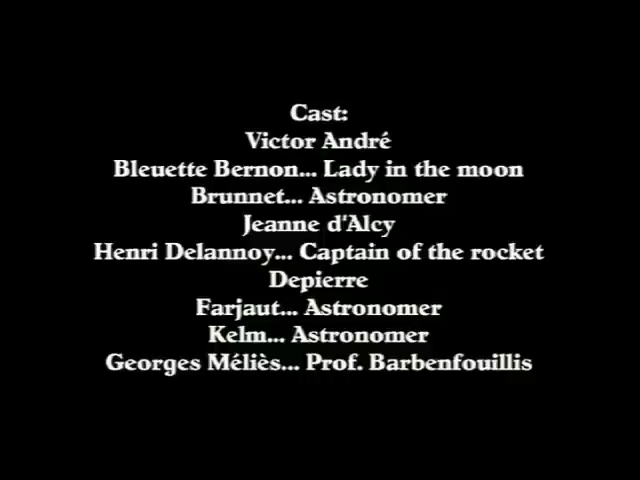 Cast:
Victor André
Bleuette Bernon... Lady in the moon
Brunnet... Astronomer
Jeanne d'Alcy
Henri Delannoy... Captain of the rocket
Depierre
Farjaut... Astronomer
Kelm... Astronomer
Georges Méliès... Prof. Barbenfouillis